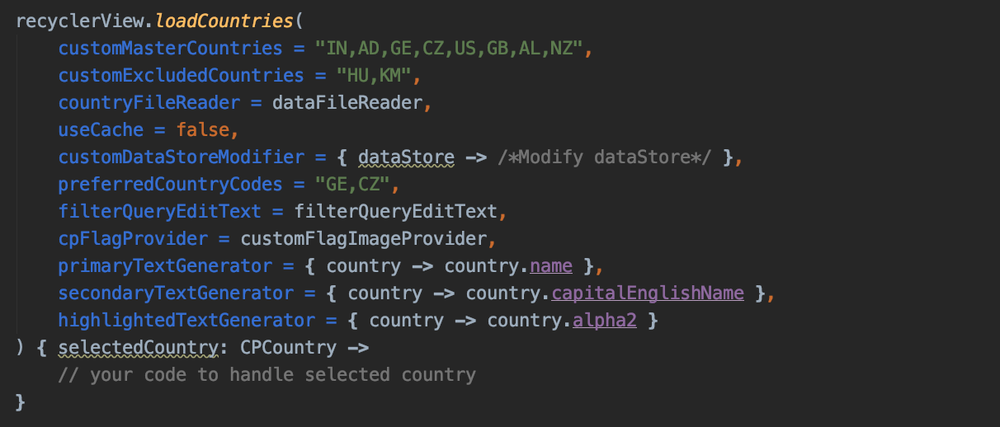 recyclerView.loadCountries(
    customMasterCountries = "IN,AD,GE,CZ,US,GB,AL,NZ",
    customExcludedCountries = "HU,KM",
    countryFileReader = dataFileReader,
    useCache = false,
    customDataStoreModifier = { dataStore -> /*Modify dataStore*/ },
    preferredCountryCodes = "GE,CZ",
    filterQueryEditText = filterQueryEditText,
    cpFlagProvider = customFlagImageProvider,
    primaryTextGenerator = { country -> country.name },
    secondaryTextGenerator = { country -> country.capitalEnglishName },
    highlightedTextGenerator = { country -> country.alpha2 }
) { selectedCountry: CPCountry ->
    // your code to handle selected country
}